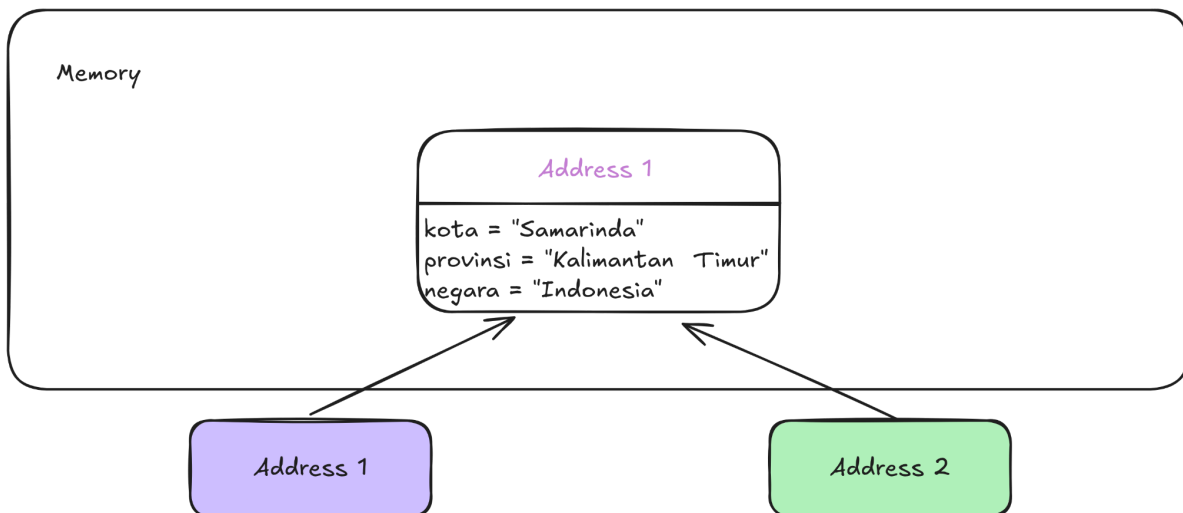 Memory
Address 1
kota = "Samarinda"
provinsi = "Kalimantan Timur"
negara = "Indonesia"
Address 1
Address 2